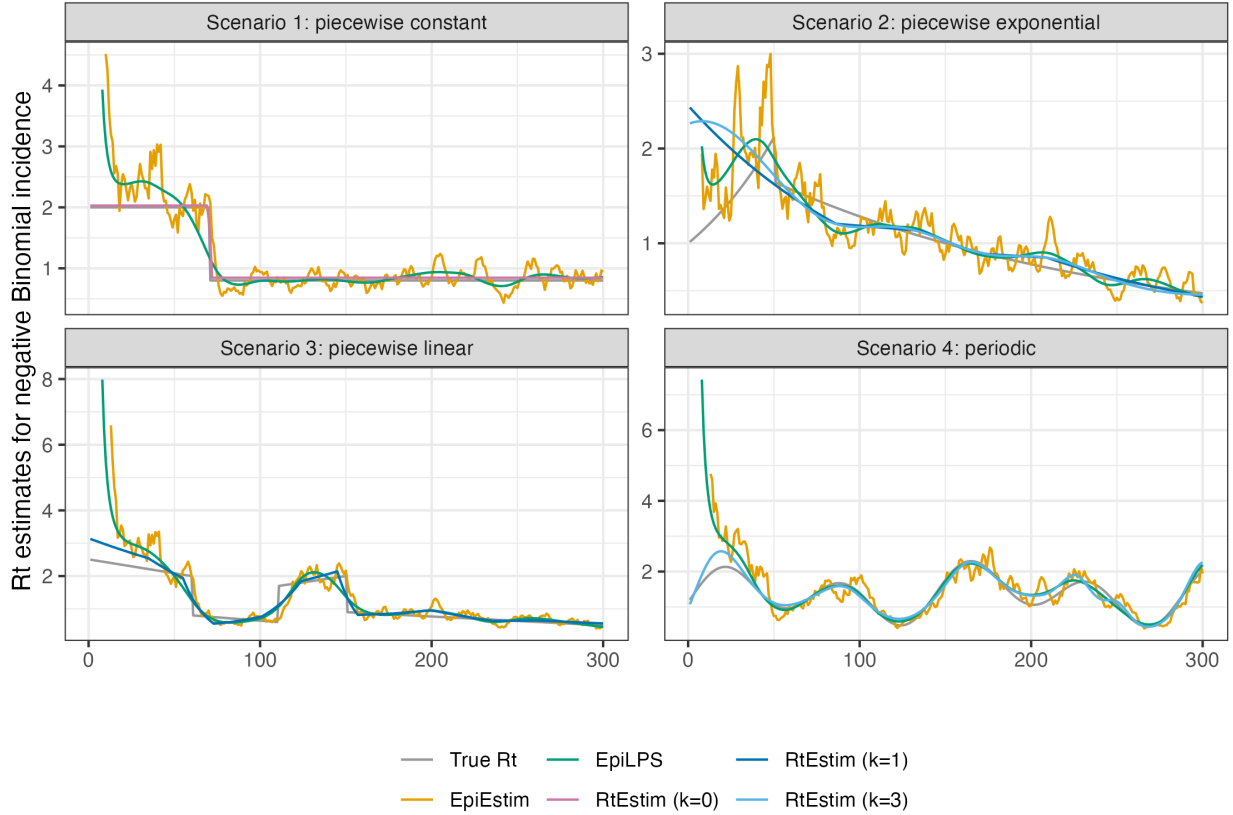 Scenario 1: piecewise constant
Scenario 2: piecewise exponential
Rt estimates for negative Binomial incidence
4
3
2
1
3
2
1
Scenario 3: piecewise linear
Scenario 4: periodic
8
6
4
2
6
4
2
0 100 200 300
0 100 200 300
True Rt EpiLPS RtEstim (k=1)
EpiEstim RtEstim (k=0) RtEstim (k=3)